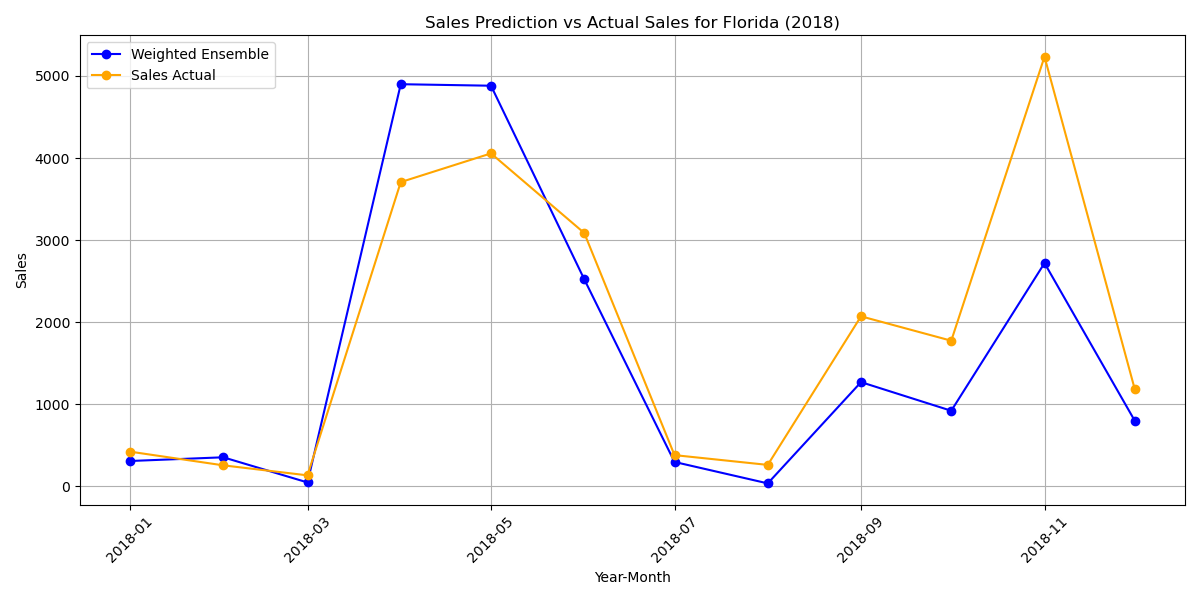 Sales Prediction vs Actual Sales for Florida (2018)
Weighted Ensemble
Sales Actual
5000
4000
3000
2000
1000
0
Sales
2018-01
2018-03
2018-05
2018-07
2018-09
2018-11
Year-Month